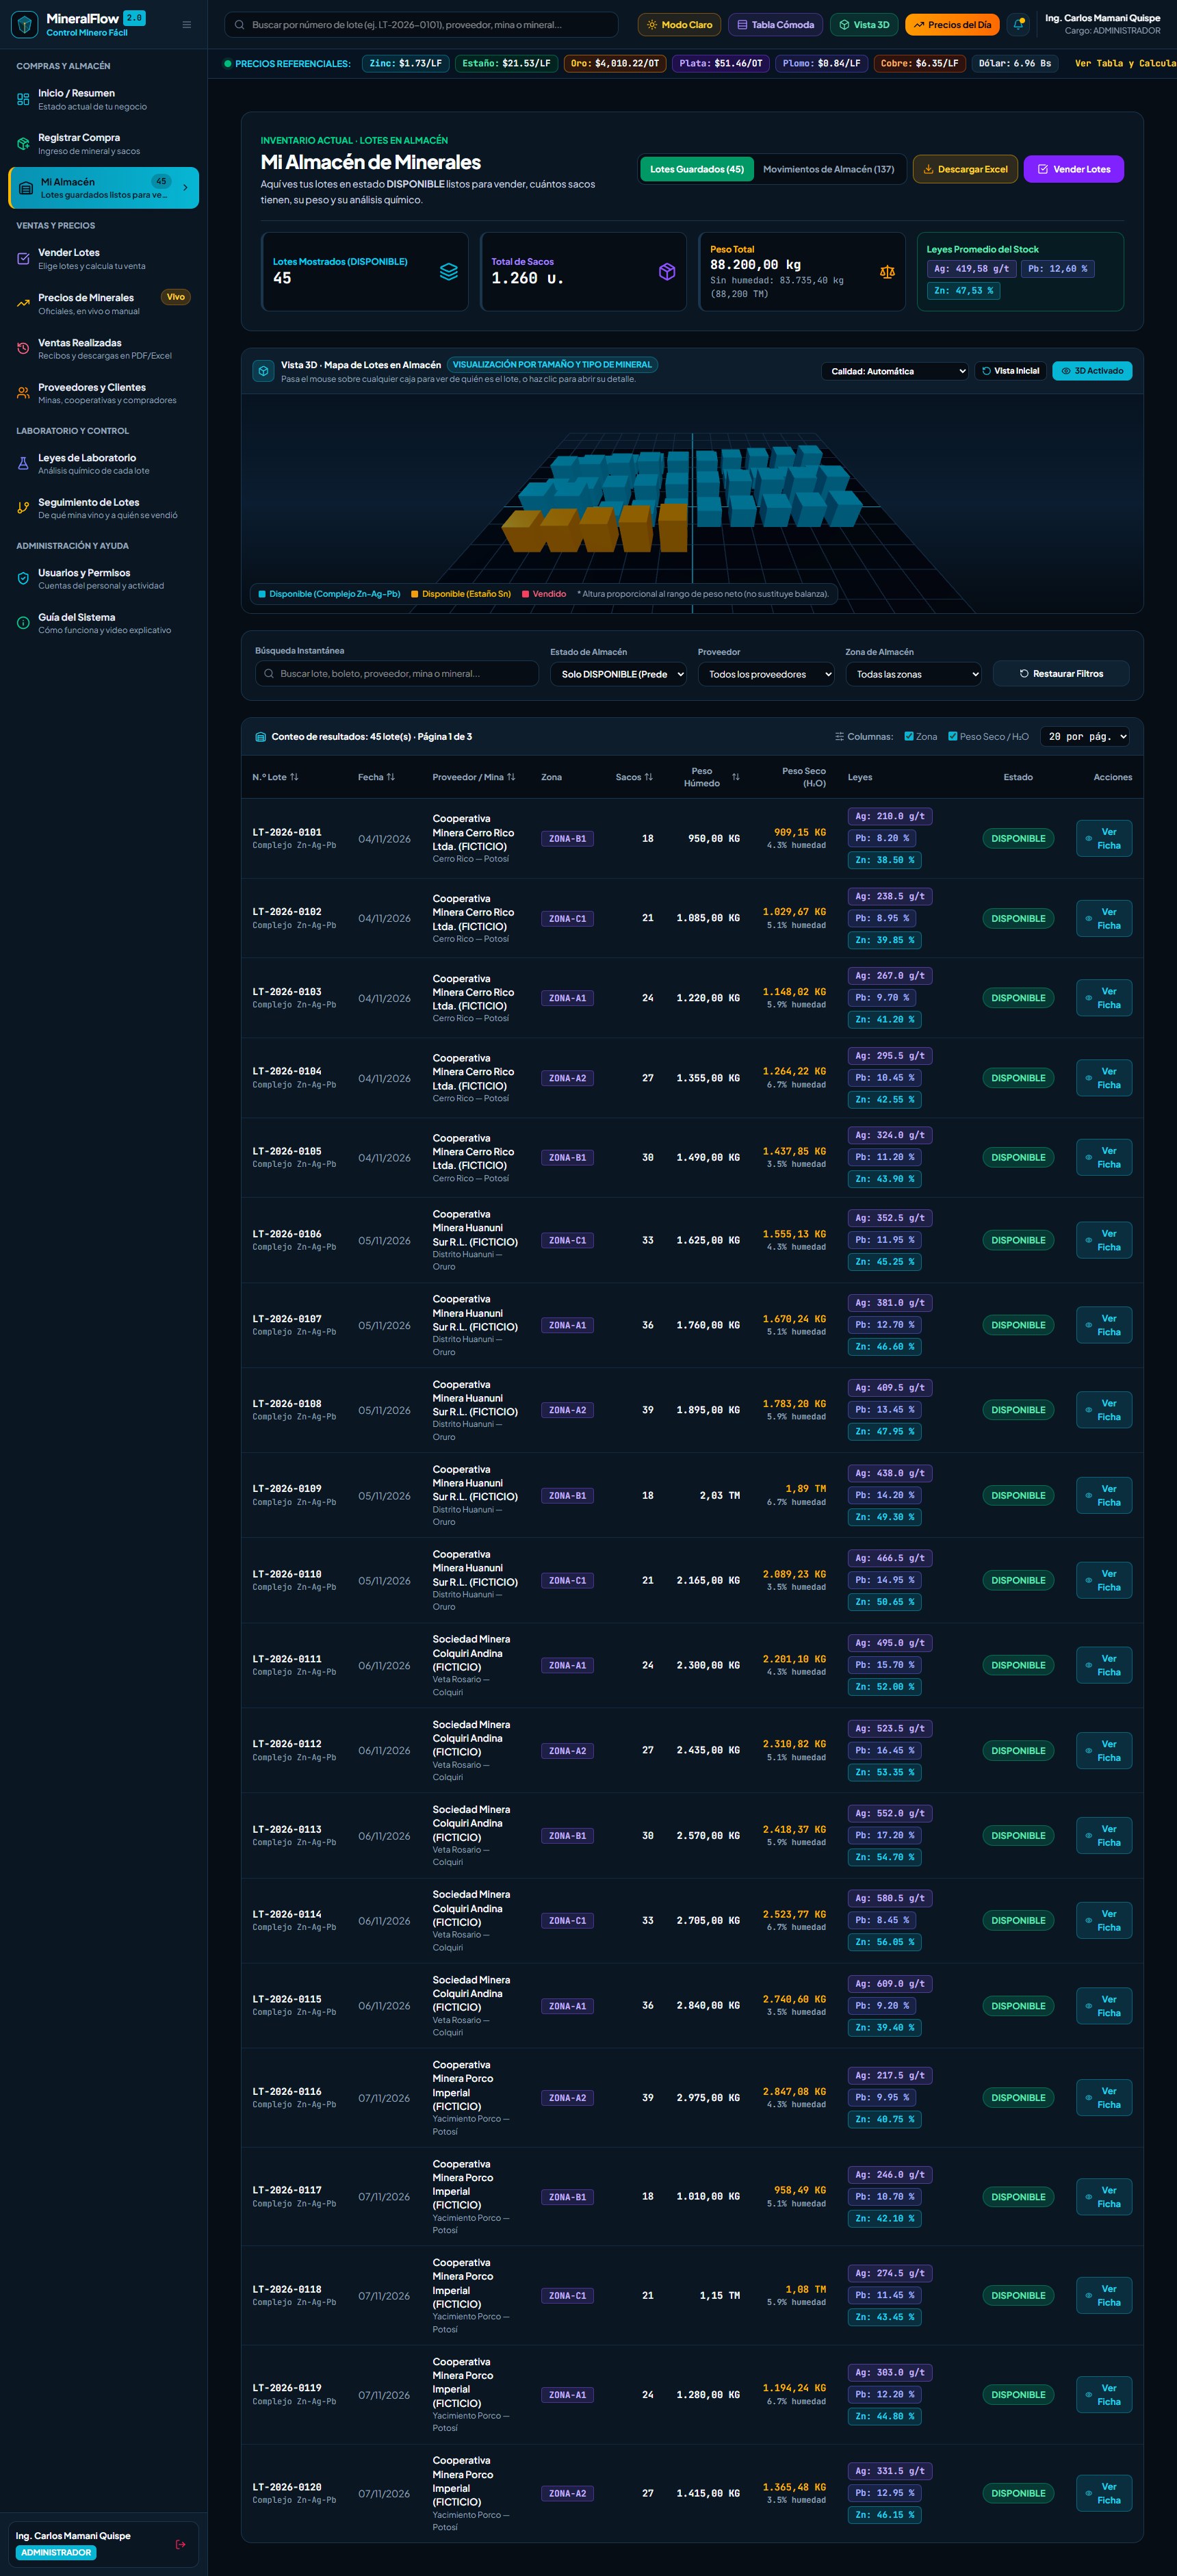 MineralFlow 2.0
Control Minero Fácil
Buscar por número de lote (ej. LT-2026-0101), proveedor, mina o mineral...
Modo Claro
Tabla Cómoda
Vista 3D
Precios del Día
Ing. Carlos Mamani Quispe
Cargo: ADMINISTRADOR
PRECIOS REFERENCIALES: Zinc: $1.73/LF Estaño: $21.53/LF Oro: $4,010.22/OT Plata: $51.46/OT Plomo: $0.84/LF Cobre: $6.35/LF Dólar: 6.96 Bs Ver Tabla y Calcula
COMPRAS Y ALMACÉN
Inicio / Resumen
Estado actual de tu negocio
Registrar Compra
Ingreso de mineral y sacos
Mi Almacén 45
Lotes guardados listos para ve...
VENTAS Y PRECIOS
Vender Lotes
Elige lotes y calcula tu venta
Precios de Minerales Vivo
Oficiales, en vivo o manual
Ventas Realizadas
Recibos y descargas en PDF/Excel
Proveedores y Clientes
Minas, cooperativas y compradores
LABORATORIO Y CONTROL
Leyes de Laboratorio
Análisis químico de cada lote
Seguimiento de Lotes
De qué mina vino y a quién se vendió
ADMINISTRACIÓN Y AYUDA
Usuarios y Permisos
Cuentas del personal y actividad
Guía del Sistema
Cómo funciona y video explicativo
Ing. Carlos Mamani Quispe
ADMINISTRADOR
INVENTARIO ACTUAL · LOTES EN ALMACÉN
Mi Almacén de Minerales
Aquí ves tus lotes en estado DISPONIBLE listos para vender, cuántos sacos
tienen, su peso y su análisis químico.
Lotes Guardados (45)
Movimientos de Almacén (137)
Descargar Excel
Vender Lotes
Lotes Mostrados (DISPONIBLE)
45
Total de Sacos
1.260 u.
Peso Total
88.200,00 kg
Sin humedad: 83.735,40 kg
(88,200 TM)
Leyes Promedio del Stock
Ag: 419,58 g/t Pb: 12,60 %
Zn: 47,53 %
Vista 3D · Mapa de Lotes en Almacén VISUALIZACIÓN POR TAMAÑO Y TIPO DE MINERAL
Pasa el mouse sobre cualquier caja para ver de quién es el lote, o haz clic para abrir su detalle.
Calidad: Automática
Vista Inicial
3D Activado
Disponible (Complejo Zn-Ag-Pb) Disponible (Estaño Sn) Vendido * Altura proporcional al rango de peso neto (no sustituye balanza).
Búsqueda Instantánea
Buscar lote, boleto, proveedor, mina o mineral...
Estado de Almacén
Solo DISPONIBLE (Prede
Proveedor
Todos los proveedores
Zona de Almacén
Todas las zonas
Restaurar Filtros
Conteo de resultados: 45 lote(s) · Página 1 de 3
Columnas: Zona Peso Seco / H₂O 20 por pág.
N.º Lote Fecha Proveedor / Mina Zona Sacos Peso Húmedo Peso Seco (H₂O) Leyes Estado Acciones
LT-2026-0101 Complejo Zn-Ag-Pb 04/11/2026 Cooperativa Minera Cerro Rico Ltda. (FICTICIO) Cerro Rico — Potosí ZONA-B1 18 950,00 KG 909,15 KG 4.3% humedad Ag: 210.0 g/t Pb: 8.20 % Zn: 38.50 % DISPONIBLE Ver Ficha
LT-2026-0102 Complejo Zn-Ag-Pb 04/11/2026 Cooperativa Minera Cerro Rico Ltda. (FICTICIO) Cerro Rico — Potosí ZONA-C1 21 1.085,00 KG 1.029,67 KG 5.1% humedad Ag: 238.5 g/t Pb: 8.95 % Zn: 39.85 % DISPONIBLE Ver Ficha
LT-2026-0103 Complejo Zn-Ag-Pb 04/11/2026 Cooperativa Minera Cerro Rico Ltda. (FICTICIO) Cerro Rico — Potosí ZONA-A1 24 1.220,00 KG 1.148,02 KG 5.9% humedad Ag: 267.0 g/t Pb: 9.70 % Zn: 41.20 % DISPONIBLE Ver Ficha
LT-2026-0104 Complejo Zn-Ag-Pb 04/11/2026 Cooperativa Minera Cerro Rico Ltda. (FICTICIO) Cerro Rico — Potosí ZONA-A2 27 1.355,00 KG 1.264,22 KG 6.7% humedad Ag: 295.5 g/t Pb: 10.45 % Zn: 42.55 % DISPONIBLE Ver Ficha
LT-2026-0105 Complejo Zn-Ag-Pb 04/11/2026 Cooperativa Minera Cerro Rico Ltda. (FICTICIO) Cerro Rico — Potosí ZONA-B1 30 1.490,00 KG 1.437,85 KG 3.5% humedad Ag: 324.0 g/t Pb: 11.20 % Zn: 43.90 % DISPONIBLE Ver Ficha
LT-2026-0106 Complejo Zn-Ag-Pb 05/11/2026 Cooperativa Minera Huanuni Sur R.L. (FICTICIO) Distrito Huanuni — Oruro ZONA-C1 33 1.625,00 KG 1.555,13 KG 4.3% humedad Ag: 352.5 g/t Pb: 11.95 % Zn: 45.25 % DISPONIBLE Ver Ficha
LT-2026-0107 Complejo Zn-Ag-Pb 05/11/2026 Cooperativa Minera Huanuni Sur R.L. (FICTICIO) Distrito Huanuni — Oruro ZONA-A1 36 1.760,00 KG 1.670,24 KG 5.1% humedad Ag: 381.0 g/t Pb: 12.70 % Zn: 46.60 % DISPONIBLE Ver Ficha
LT-2026-0108 Complejo Zn-Ag-Pb 05/11/2026 Cooperativa Minera Huanuni Sur R.L. (FICTICIO) Distrito Huanuni — Oruro ZONA-A2 39 1.895,00 KG 1.783,20 KG 5.9% humedad Ag: 409.5 g/t Pb: 13.45 % Zn: 47.95 % DISPONIBLE Ver Ficha
LT-2026-0109 Complejo Zn-Ag-Pb 05/11/2026 Cooperativa Minera Huanuni Sur R.L. (FICTICIO) Distrito Huanuni — Oruro ZONA-B1 18 2,03 TM 1,89 TM 6.7% humedad Ag: 438.0 g/t Pb: 14.20 % Zn: 49.30 % DISPONIBLE Ver Ficha
LT-2026-0110 Complejo Zn-Ag-Pb 05/11/2026 Cooperativa Minera Huanuni Sur R.L. (FICTICIO) Distrito Huanuni — Oruro ZONA-C1 21 2.165,00 KG 2.089,23 KG 3.5% humedad Ag: 466.5 g/t Pb: 14.95 % Zn: 50.65 % DISPONIBLE Ver Ficha
LT-2026-0111 Complejo Zn-Ag-Pb 06/11/2026 Sociedad Minera Colquiri Andina (FICTICIO) Veta Rosario — Colquiri ZONA-A1 24 2.300,00 KG 2.201,10 KG 4.3% humedad Ag: 495.0 g/t Pb: 15.70 % Zn: 52.00 % DISPONIBLE Ver Ficha
LT-2026-0112 Complejo Zn-Ag-Pb 06/11/2026 Sociedad Minera Colquiri Andina (FICTICIO) Veta Rosario — Colquiri ZONA-A2 27 2.435,00 KG 2.310,82 KG 5.1% humedad Ag: 523.5 g/t Pb: 16.45 % Zn: 53.35 % DISPONIBLE Ver Ficha
LT-2026-0113 Complejo Zn-Ag-Pb 06/11/2026 Sociedad Minera Colquiri Andina (FICTICIO) Veta Rosario — Colquiri ZONA-B1 30 2.570,00 KG 2.418,37 KG 5.9% humedad Ag: 552.0 g/t Pb: 17.20 % Zn: 54.70 % DISPONIBLE Ver Ficha
LT-2026-0114 Complejo Zn-Ag-Pb 06/11/2026 Sociedad Minera Colquiri Andina (FICTICIO) Veta Rosario — Colquiri ZONA-C1 33 2.705,00 KG 2.523,77 KG 6.7% humedad Ag: 580.5 g/t Pb: 8.45 % Zn: 56.05 % DISPONIBLE Ver Ficha
LT-2026-0115 Complejo Zn-Ag-Pb 06/11/2026 Sociedad Minera Colquiri Andina (FICTICIO) Veta Rosario — Colquiri ZONA-A1 36 2.840,00 KG 2.740,60 KG 3.5% humedad Ag: 609.0 g/t Pb: 9.20 % Zn: 39.40 % DISPONIBLE Ver Ficha
LT-2026-0116 Complejo Zn-Ag-Pb 07/11/2026 Cooperativa Minera Porco Imperial (FICTICIO) Yacimiento Porco — Potosí ZONA-A2 39 2.975,00 KG 2.847,08 KG 4.3% humedad Ag: 217.5 g/t Pb: 9.95 % Zn: 40.75 % DISPONIBLE Ver Ficha
LT-2026-0117 Complejo Zn-Ag-Pb 07/11/2026 Cooperativa Minera Porco Imperial (FICTICIO) Yacimiento Porco — Potosí ZONA-B1 18 1.010,00 KG 958,49 KG 5.1% humedad Ag: 246.0 g/t Pb: 10.70 % Zn: 42.10 % DISPONIBLE Ver Ficha
LT-2026-0118 Complejo Zn-Ag-Pb 07/11/2026 Cooperativa Minera Porco Imperial (FICTICIO) Yacimiento Porco — Potosí ZONA-C1 21 1,15 TM 1,08 TM 5.9% humedad Ag: 274.5 g/t Pb: 11.45 % Zn: 43.45 % DISPONIBLE Ver Ficha
LT-2026-0119 Complejo Zn-Ag-Pb 07/11/2026 Cooperativa Minera Porco Imperial (FICTICIO) Yacimiento Porco — Potosí ZONA-A1 24 1.280,00 KG 1.194,24 KG 6.7% humedad Ag: 303.0 g/t Pb: 12.20 % Zn: 44.80 % DISPONIBLE Ver Ficha
LT-2026-0120 Complejo Zn-Ag-Pb 07/11/2026 Cooperativa Minera Porco Imperial (FICTICIO) Yacimiento Porco — Potosí ZONA-A2 27 1.415,00 KG 1.365,48 KG 3.5% humedad Ag: 331.5 g/t Pb: 12.95 % Zn: 46.15 % DISPONIBLE Ver Ficha